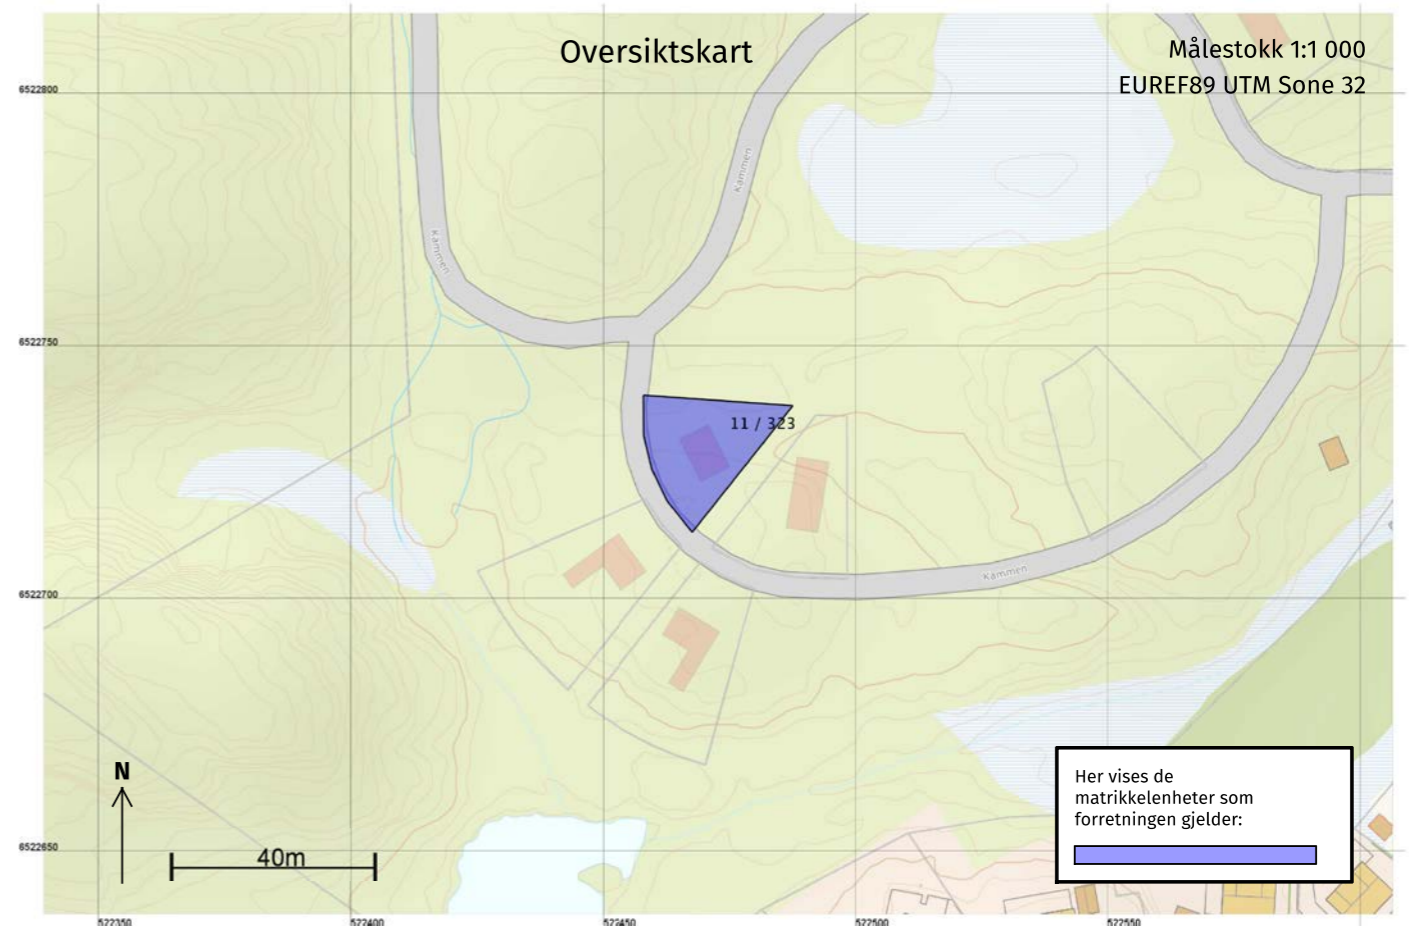 Oversiktskart
Målestokk 1:1 000
EUREF89 UTM Sone 32
6522800
Kammen
Kammen
6522750
11 / 323
Kammen
6522700
N
Her vises de
matrikkelenheter som
forretningen gjelder:
40m
6522650
522350
522400
522450
522500
522550